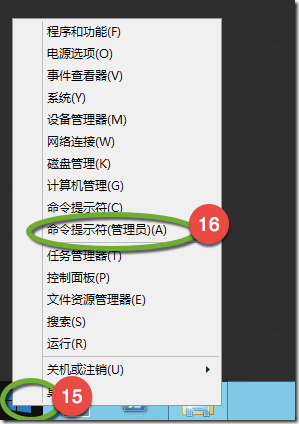 程序和功能(F)
电源选项(O)
事件查看器(V)
系统(Y)
设备管理器(M)
网络连接(W)
磁盘管理(K)
计算机管理(G)
命令提示符(C)
命令提示符(管理员)(A)
16
任务管理器(T)
控制面板(P)
文件资源管理器(E)
搜索(S)
运行(R)
关机或注销(U)
15